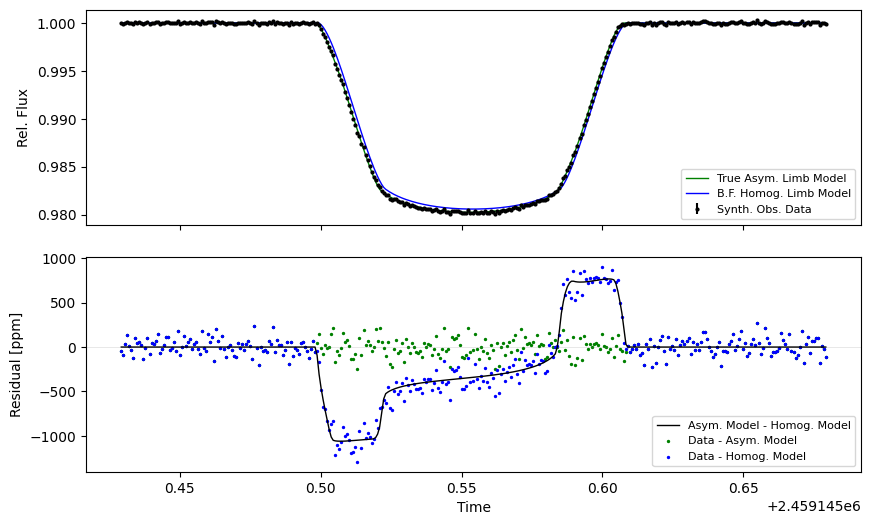 1.000
0.995
0.990
0.985
0.980
Rel. Flux
True Asym. Limb Model
B.F. Homog. Limb Model
Synth. Obs. Data
1000
500
0
−500
−1000
Residual [ppm]
Asym. Model - Homog. Model
Data - Asym. Model
Data - Homog. Model
0.45
0.50
0.55
0.60
0.65
Time
+2.459145e6